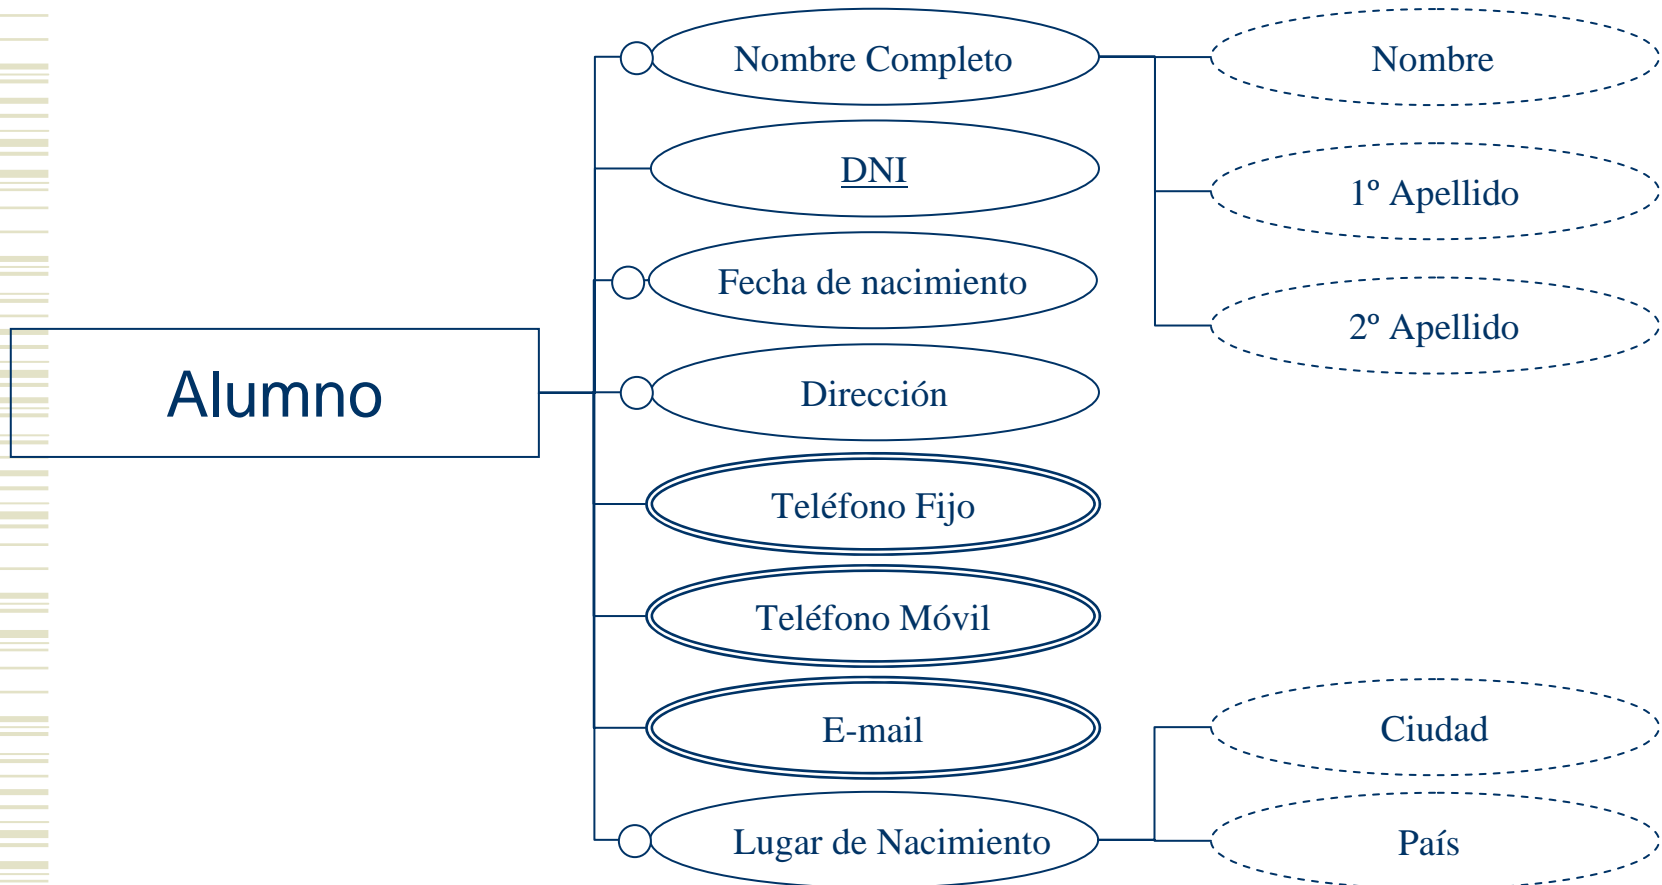 Nombre Completo
Nombre
DNI
1º Apellido
Fecha de nacimiento
2º Apellido
Alumno
Dirección
Teléfono Fijo
Teléfono Móvil
E-mail
Ciudad
Lugar de Nacimiento
País